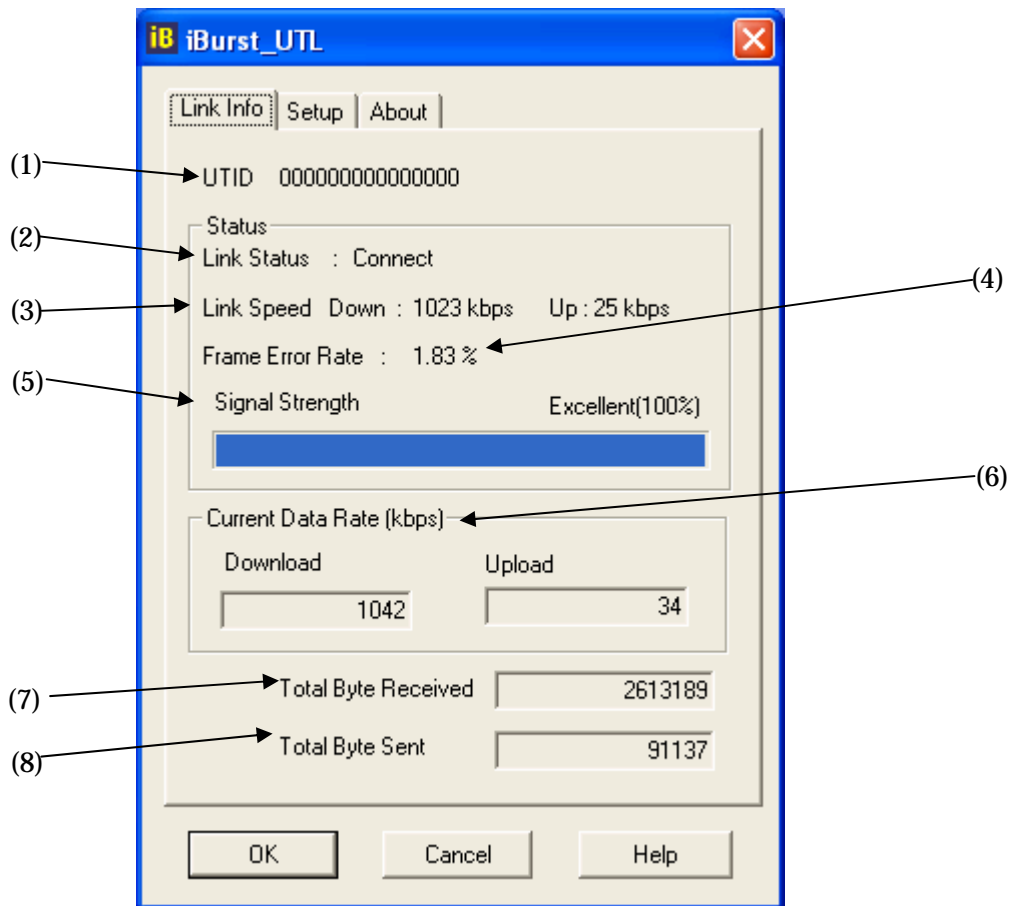 iB iBurst_UTL
Link Info Setup About
(1) UTID 000000000000000
Status
(2) Link Status : Connect
(3) Link Speed Down : 1023 kbps Up : 25 kbps
(4)
Frame Error Rate : 1.83 %
(5) Signal Strength Excellent(100%)
(6)
Current Data Rate (kbps)
Download Upload
1042 34
(7) Total Byte Received 2613189
(8) Total Byte Sent 91137
OK Cancel Help